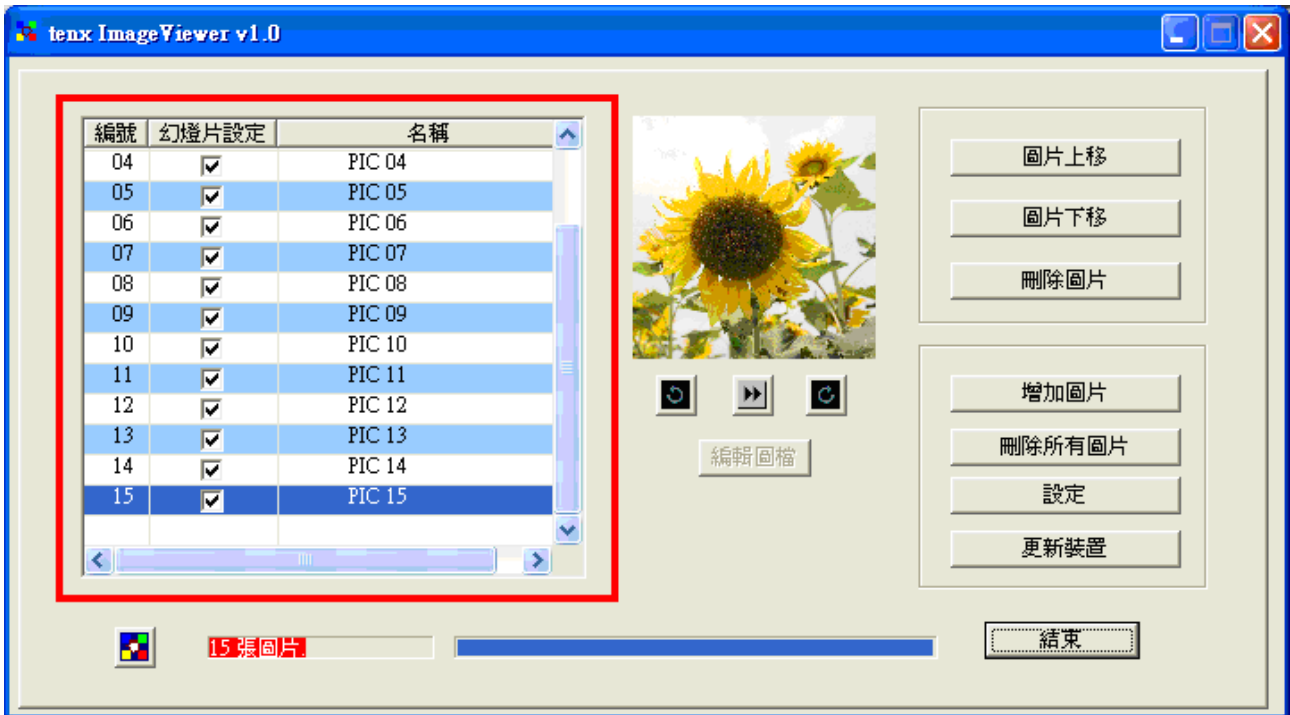 tenx ImageViewer v1.0
編號 幻燈片設定 名稱
04 PIC 04
05 PIC 05
06 PIC 06
07 PIC 07
08 PIC 08
09 PIC 09
10 PIC 10
11 PIC 11
12 PIC 12
13 PIC 13
14 PIC 14
15 PIC 15
編輯圖檔
圖片上移
圖片下移
刪除圖片
增加圖片
刪除所有圖片
設定
更新裝置
15 張圖片.
結束